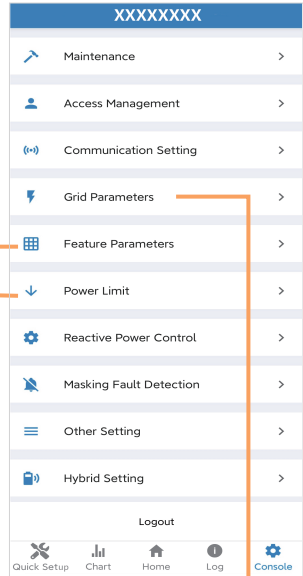 XXXXXXXX
Maintenance
Access Management
Communication Setting
Grid Parameters
Feature Parameters
Power Limit
Reactive Power Control
Masking Fault Detection
Other Setting
Hybrid Setting
Logout
Quick Setup Chart Home Log Console